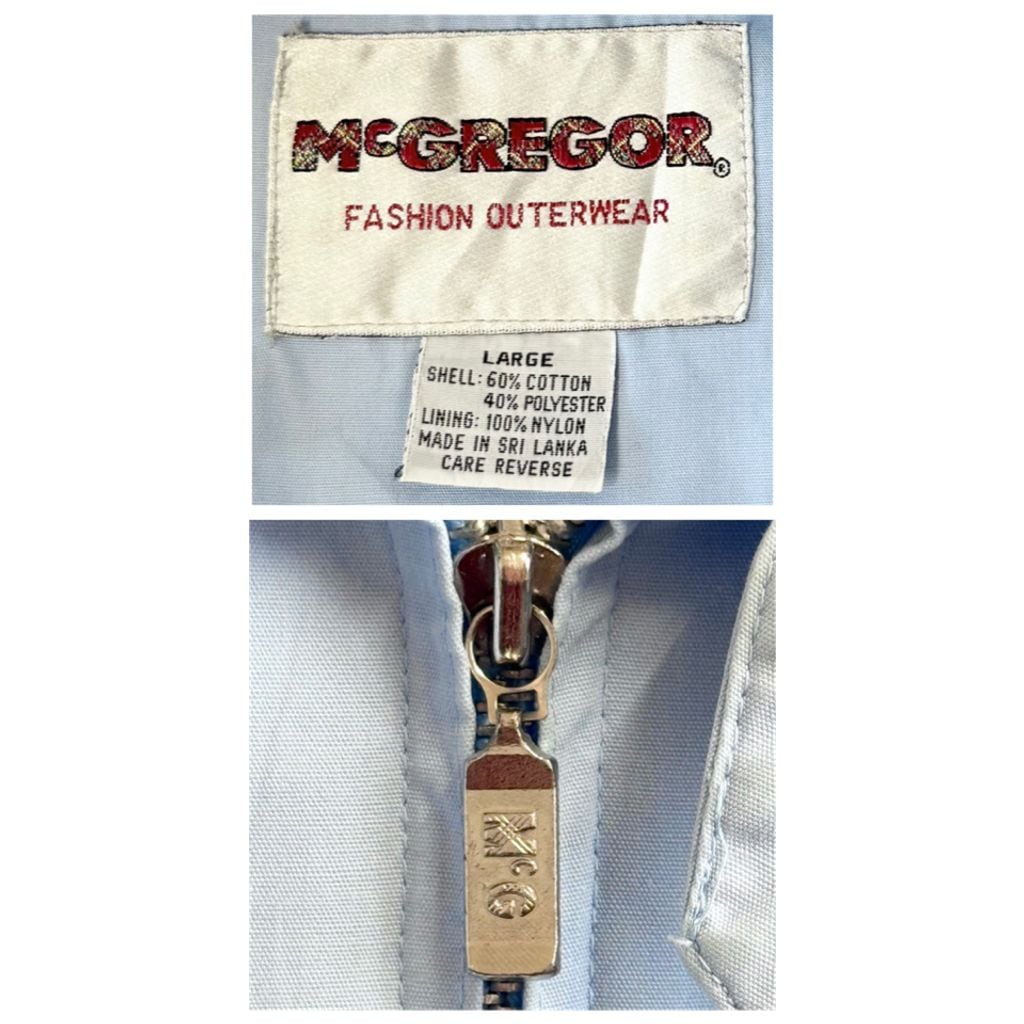 McGREGOR®
FASHION OUTERWEAR
LARGE
SHELL: 60% COTTON
40% POLYESTER
LINING: 100% NYLON
MADE IN SRI LANKA
CARE REVERSE
McG